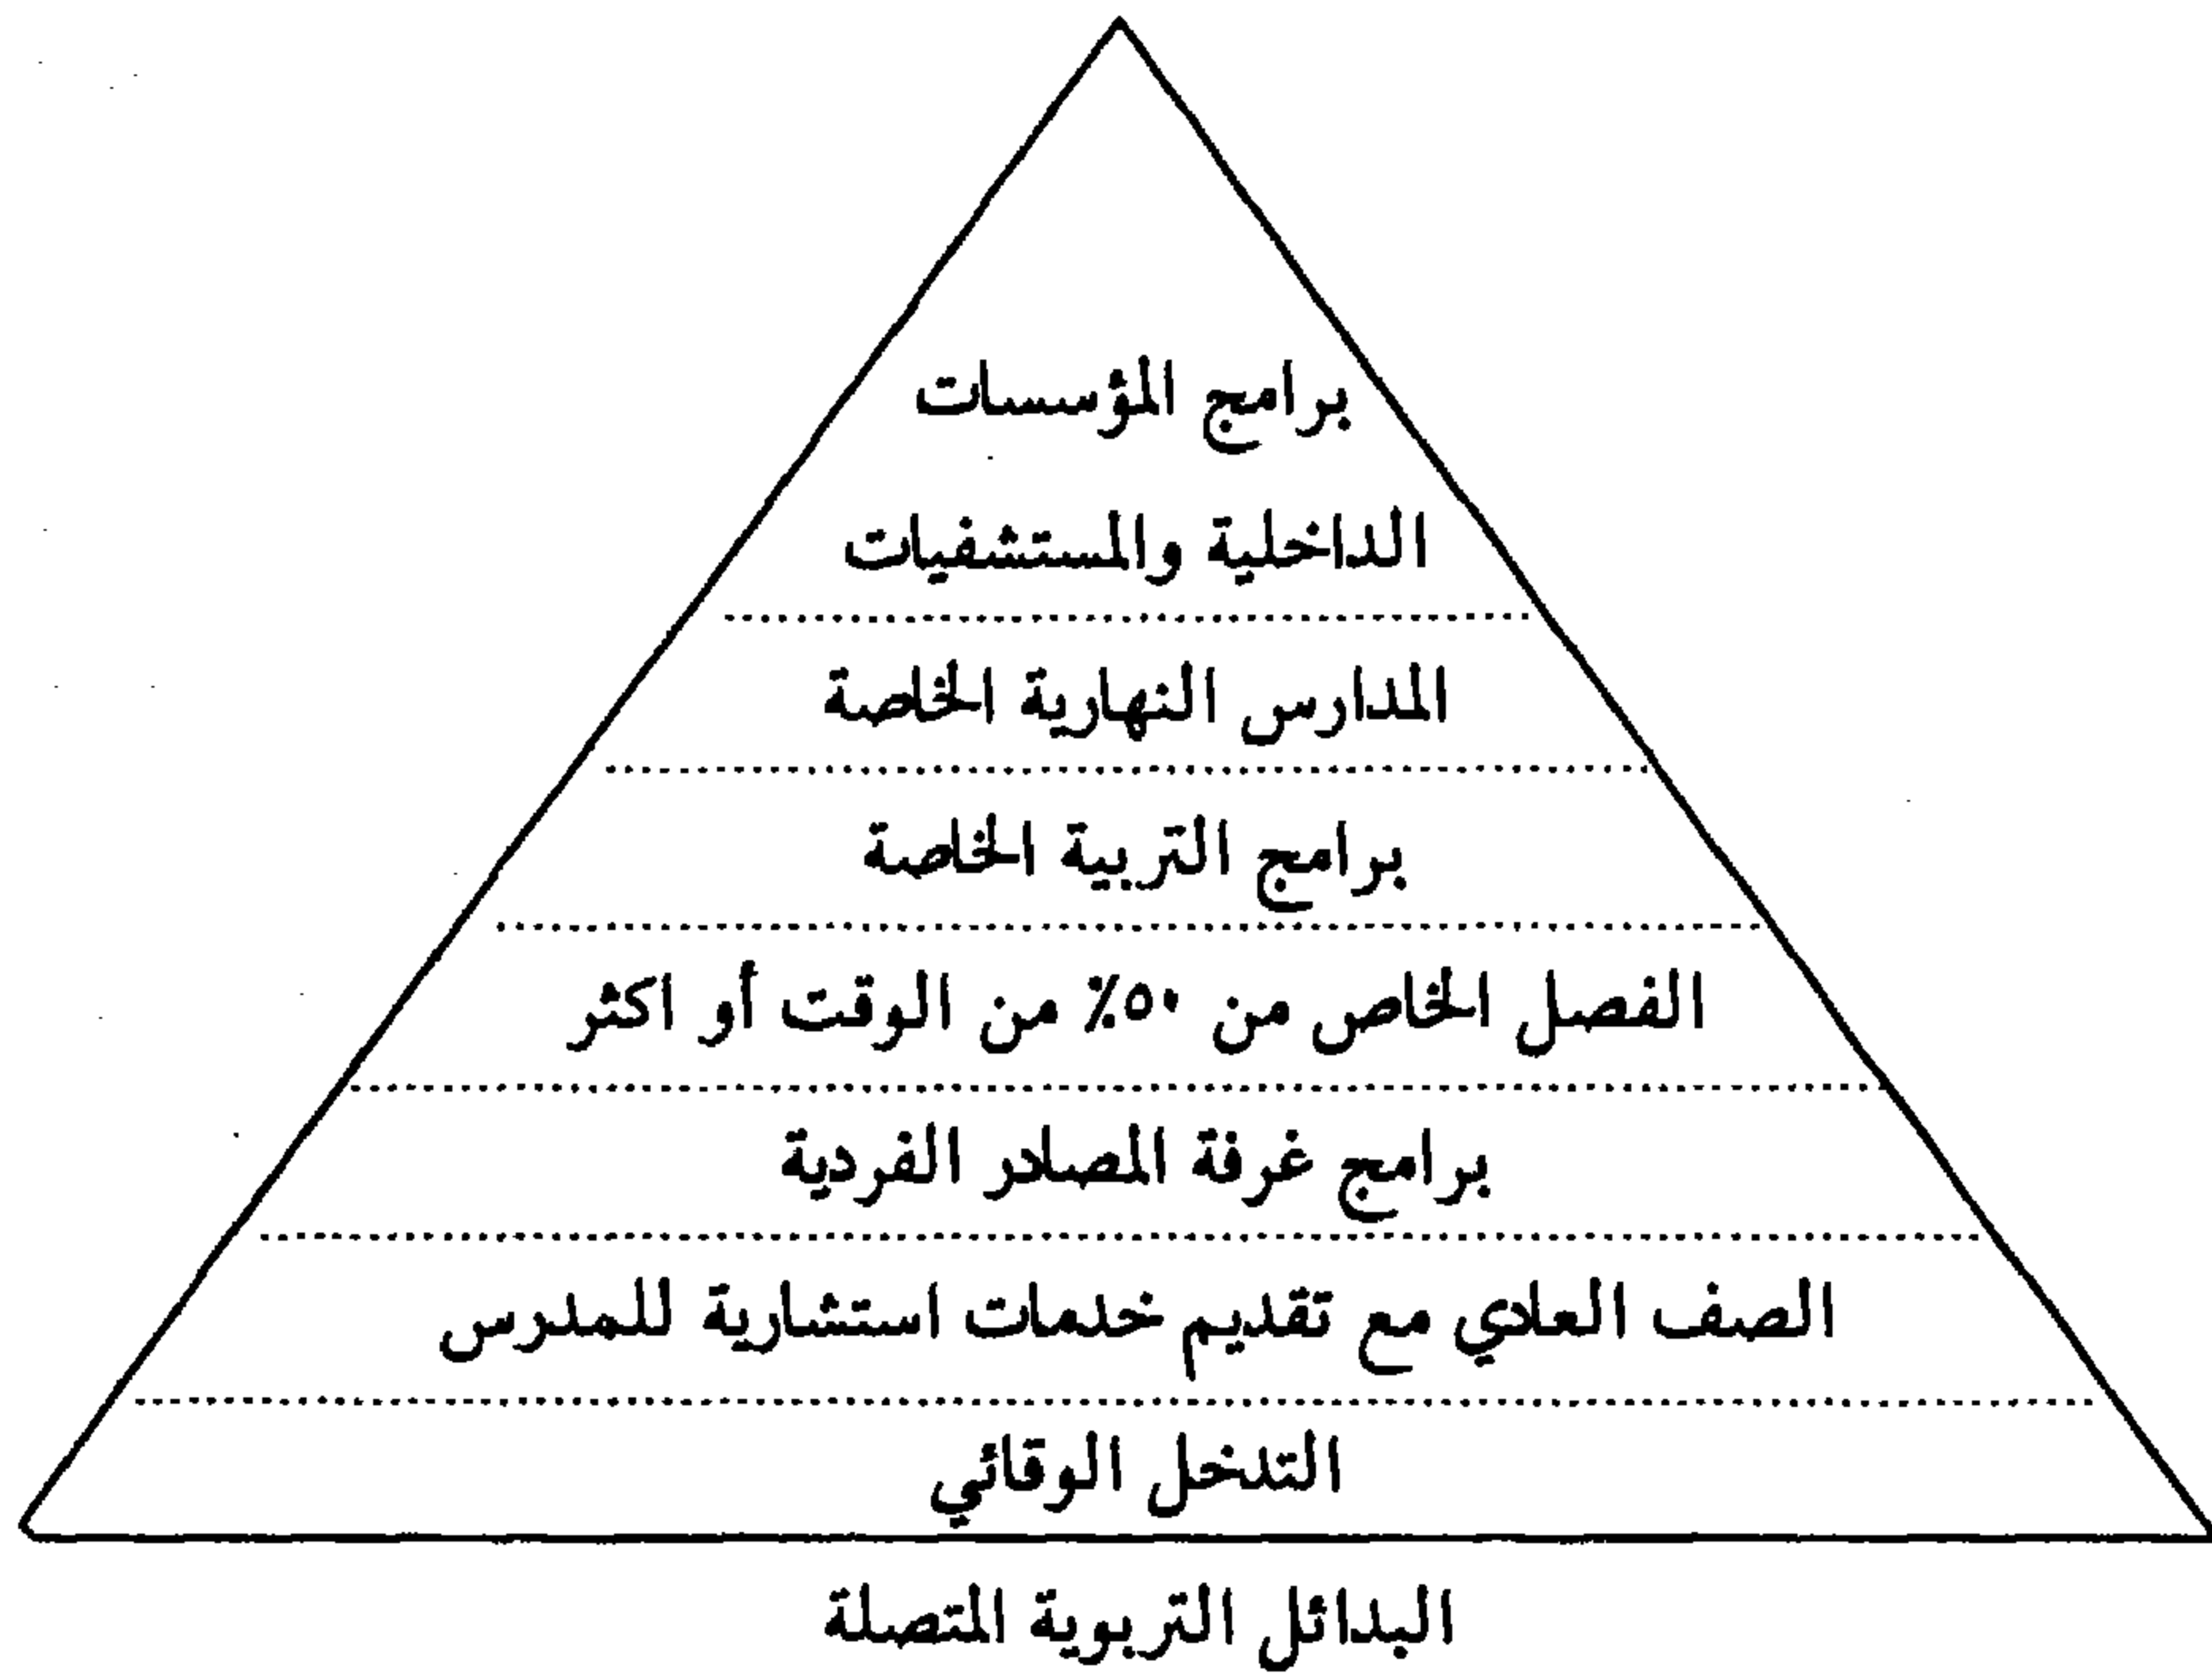 برامج المؤسسات
الداخلية والمستشفيات
المدارس النهارية الخاصة
برامج التربية الخاصة
الفصل الخاص من ٥٠٪ من الوقت أو اكثر
برامج غرفة المصادر الفردية
الصف العادي مع تقديم خدمات استشارية للمدرس
التدخل الوقائي
البدائل التربوية المتصلة